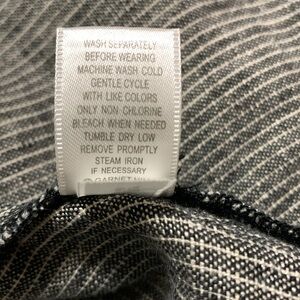 WASH SEPARATELY
BEFORE WEARING
MACHINE WASH COLD
GENTLE CYCLE
WITH LIKE COLORS
ONLY NON-CHLORINE
BLEACH WHEN NEEDED
TUMBLE DRY LOW
REMOVE PROMPTLY
STEAM IRON
IF NECESSARY
GARNET